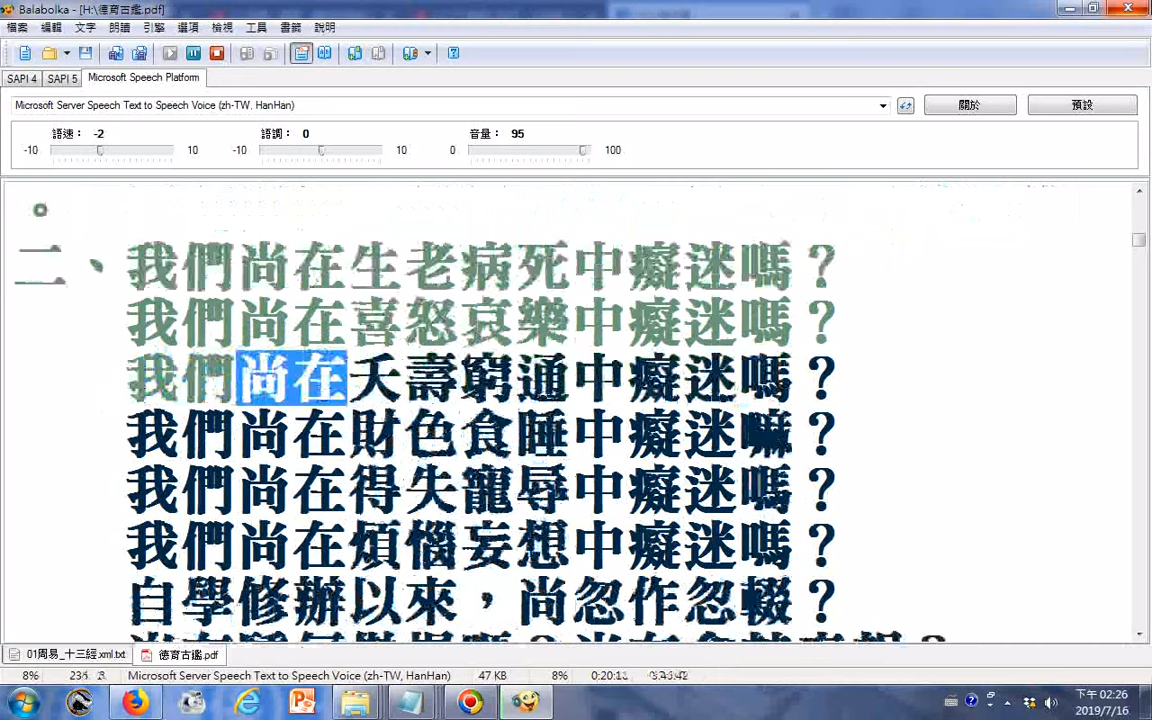 Balabolka - [H:\德育古鑑.pdf]
檔案 編輯 文字 朗讀 引擎 選項 檢視 工具 書籤 說明
SAPI 4 SAPI 5 Microsoft Speech Platform
Microsoft Server Speech Text to Speech Voice (zh-TW, HanHan) 關於 預設
語速： -2 語調： 0 音量： 95
-10 10 -10 10 0 100
。
二、我們尚在生老病死中癡迷嗎？
我們尚在喜怒哀樂中癡迷嗎？
我們尚在夭壽窮通中癡迷嗎？
我們尚在財色食睡中癡迷嘛？
我們尚在得失寵辱中癡迷嗎？
我們尚在煩惱妄想中癡迷嗎？
自學修辦以來，尚忽作忽輟？
01周易_十三經.xml.txt 德育古鑑.pdf
8% Microsoft Server Speech Text to Speech Voice (zh-TW, HanHan) 47 KB 8%
下午 02:26
2019/7/16